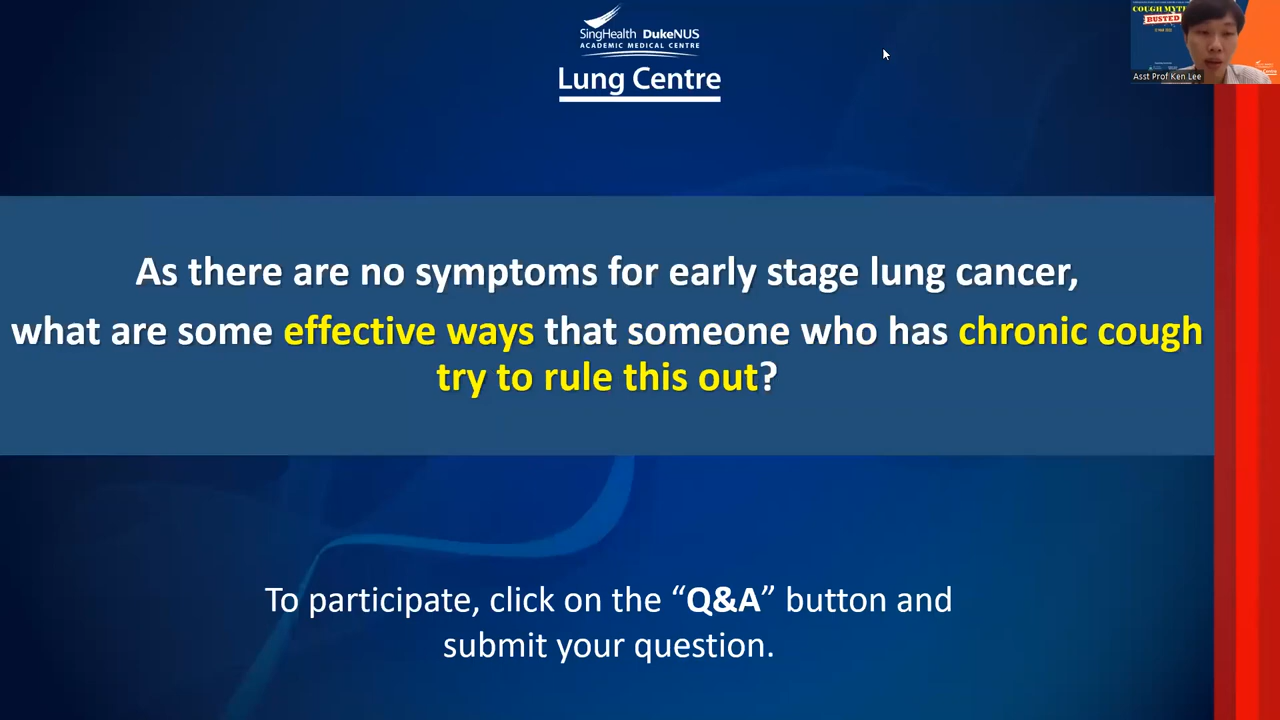 SingHealth DukeNUS
ACADEMIC MEDICAL CENTRE
Lung Centre
COUGH MYTH
BUSTED
Asst Prof Ken Lee
As there are no symptoms for early stage lung cancer,
what are some effective ways that someone who has chronic cough
try to rule this out?
To participate, click on the “Q&A” button and
submit your question.